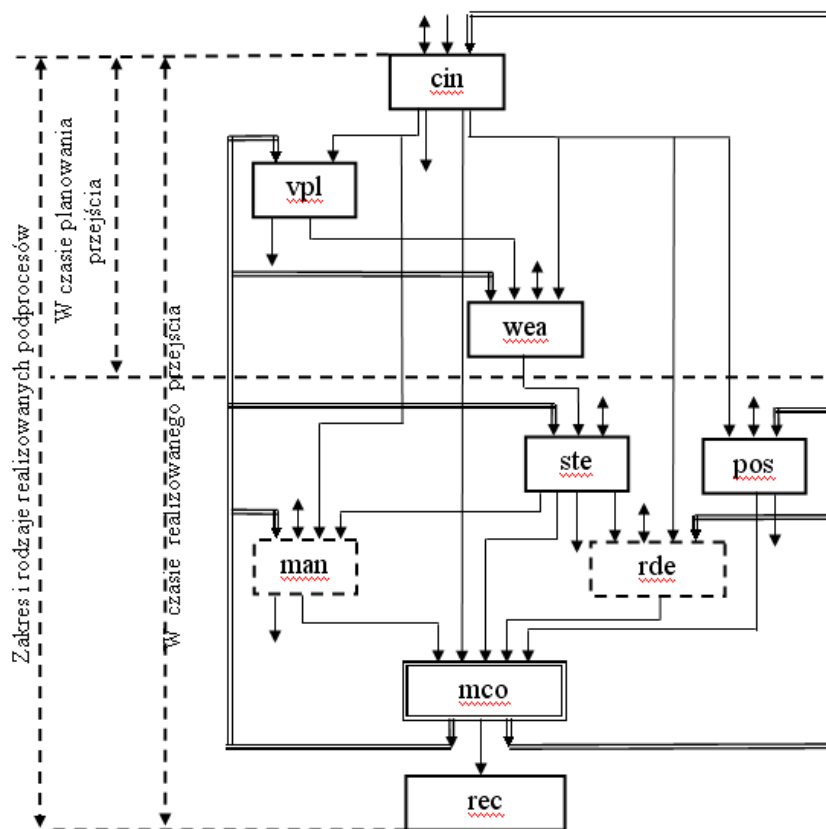 cin
vpl
wea
ste
pos
man
rde
mco
rec
Zakres i rodzaje realizowanych podprocesów
W czasie planowania
przejścia
W czasie realizowanego przejścia